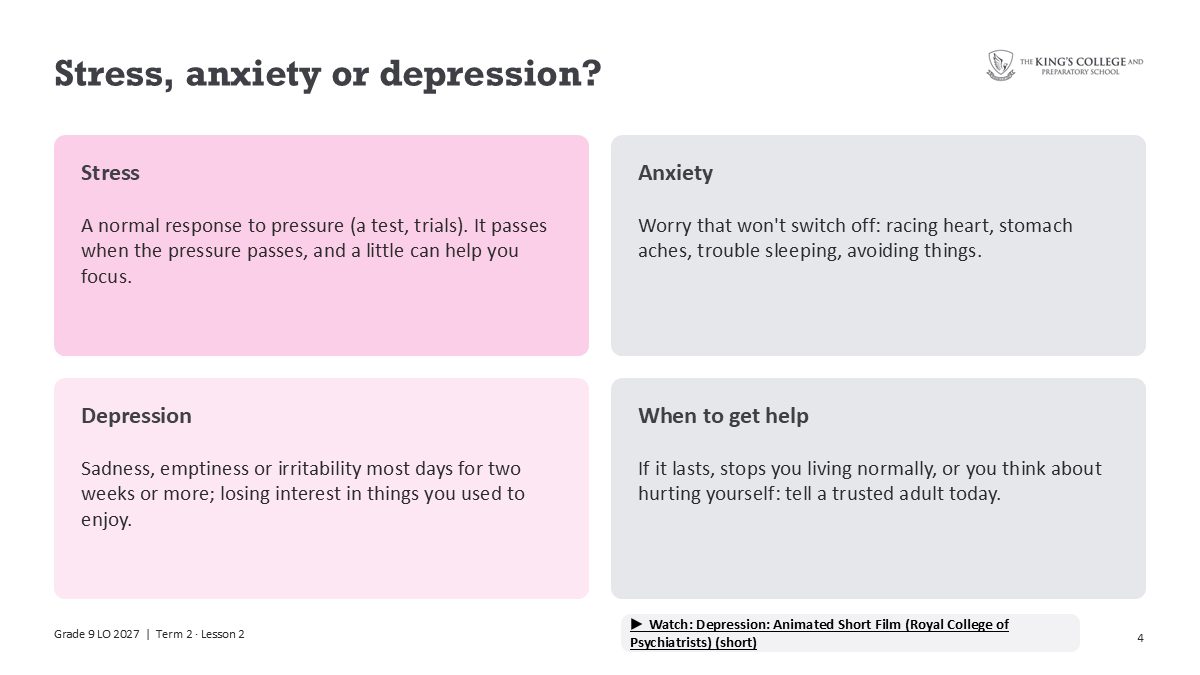 Stress, anxiety or depression?
THE KING'S COLLEGE AND
PREPARATORY SCHOOL
Stress
A normal response to pressure (a test, trials). It passes
when the pressure passes, and a little can help you
focus.
Anxiety
Worry that won't switch off: racing heart, stomach
aches, trouble sleeping, avoiding things.
Depression
Sadness, emptiness or irritability most days for two
weeks or more; losing interest in things you used to
enjoy.
When to get help
If it lasts, stops you living normally, or you think about
hurting yourself: tell a trusted adult today.
Grade 9 LO 2027 | Term 2 · Lesson 2
▶ Watch: Depression: Animated Short Film (Royal College of
Psychiatrists) (short)
4